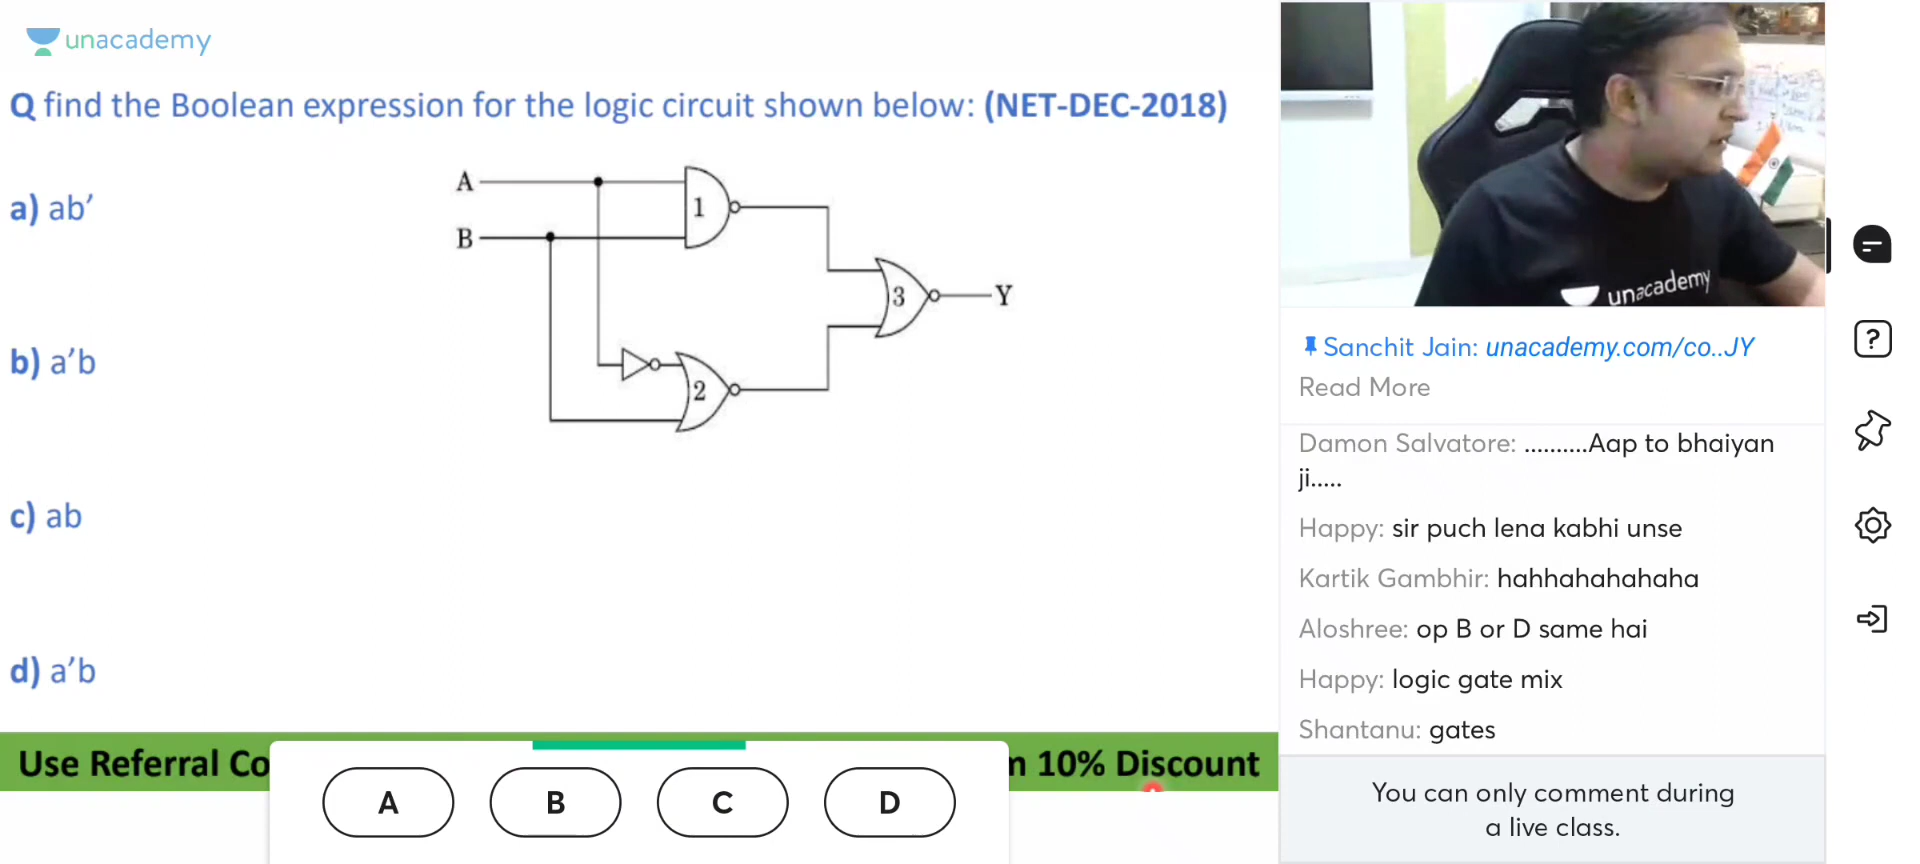 unacademy
Q find the Boolean expression for the logic circuit shown below: (NET-DEC-2018)
a) ab’
A
1
B
3
Y
b) a’b
2
c) ab
d) a’b
Use Referral Co
n 10% Discount
A
B
C
D
unacademy
Sanchit Jain: unacademy.com/co..JY
Read More
Damon Salvatore: ..........Aap to bhaiyan
ji.....
Happy: sir puch lena kabhi unse
Kartik Gambhir: hahhahahahaha
Aloshree: op B or D same hai
Happy: logic gate mix
Shantanu: gates
You can only comment during
a live class.
?